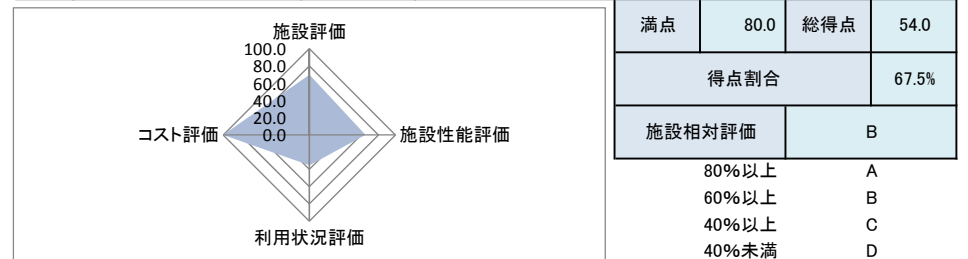 施設評価
100.0
80.0
60.0
40.0
20.0
0.0
コスト評価
施設性能評価
利用状況評価
満点 80.0 総得点 54.0
得点割合 67.5%
施設相対評価 B
80%以上 A
60%以上 B
40%以上 C
40%未満 D